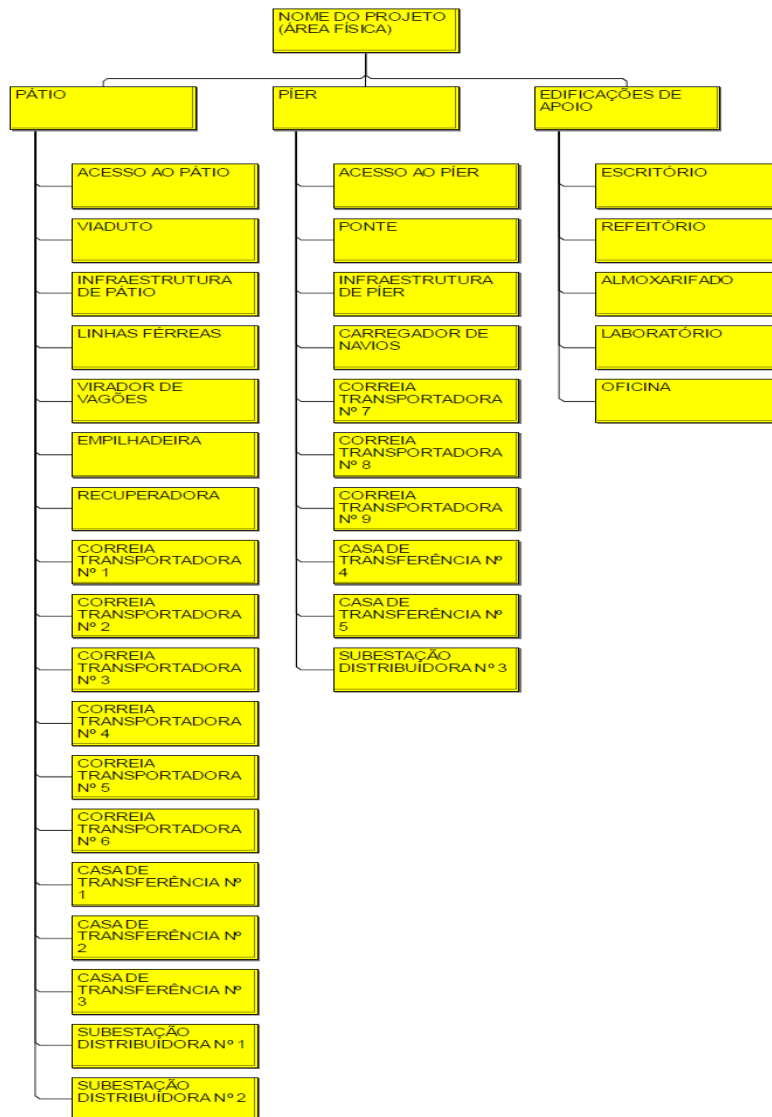 NOME DO PROJETO
(ÁREA FÍSICA)
PÁTIO
ACESSO AO PÁTIO
VIADUTO
INFRAESTRUTURA
DE PÁTIO
LINHAS FÉRREAS
VIRADOR DE
VAGÕES
EMPILHADEIRA
RECUPERADORA
CORREIA
TRANSPORTADORA
Nº 1
CORREIA
TRANSPORTADORA
Nº 2
CORREIA
TRANSPORTADORA
Nº 3
CORREIA
TRANSPORTADORA
Nº 4
CORREIA
TRANSPORTADORA
Nº 5
CORREIA
TRANSPORTADORA
Nº 6
CASA DE
TRANSFERÊNCIA Nº
1
CASA DE
TRANSFERÊNCIA Nº
2
CASA DE
TRANSFERÊNCIA Nº
3
SUBESTAÇÃO
DISTRIBUÍDORA Nº 1
SUBESTAÇÃO
DISTRIBUÍDORA Nº 2
PÍER
ACESSO AO PÍER
PONTE
INFRAESTRUTURA
DE PÍER
CARREGADOR DE
NAVIOS
CORREIA
TRANSPORTADORA
Nº 7
CORREIA
TRANSPORTADORA
Nº 8
CORREIA
TRANSPORTADORA
Nº 9
CASA DE
TRANSFERÊNCIA Nº
4
CASA DE
TRANSFERÊNCIA Nº
5
SUBESTAÇÃO
DISTRIBUÍDORA Nº 3
EDIFICAÇÕES DE
APOIO
ESCRITÓRIO
REFEITÓRIO
ALMOXARIFADO
LABORATÓRIO
OFICINA